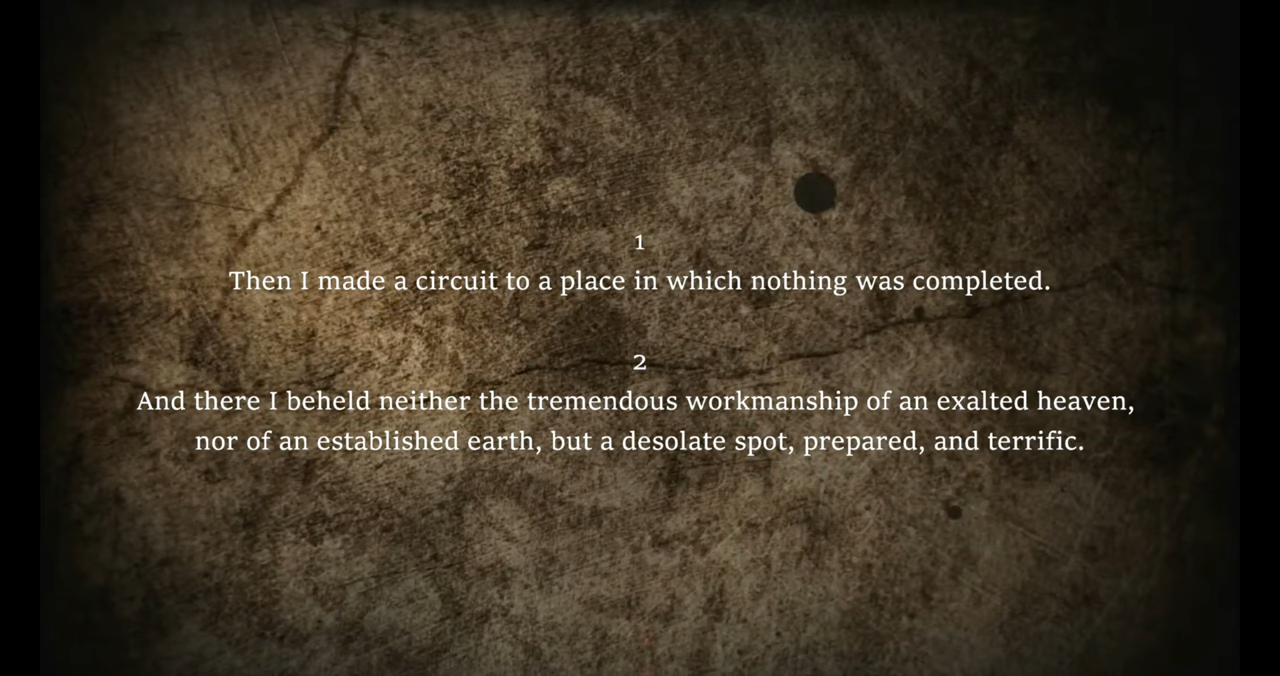 1
Then I made a circuit to a place in which nothing was completed.
2
And there I beheld neither the tremendous workmanship of an exalted heaven,
nor of an established earth, but a desolate spot, prepared, and terrific.